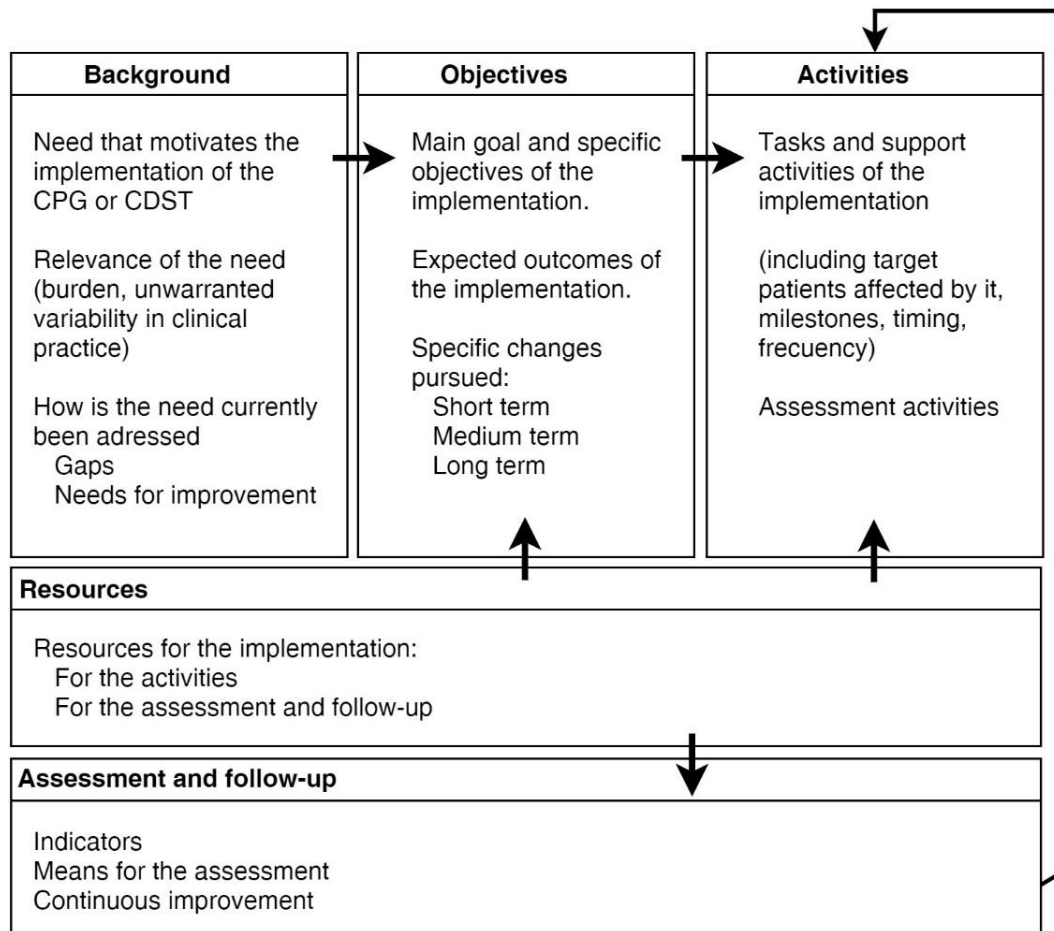 Background
Need that motivates the
implementation of the
CPG or CDST
Relevance of the need
(burden, unwarranted
variability in clinical
practice)
How is the need currently
been adressed
Gaps
Needs for improvement
Objectives
Main goal and specific
objectives of the
implementation.
Expected outcomes of
the implementation.
Specific changes
pursued:
Short term
Medium term
Long term
Activities
Tasks and support
activities of the
implementation
(including target
patients affected by it,
milestones, timing,
frecuency)
Assessment activities
Resources
Resources for the implementation:
For the activities
For the assessment and follow-up
Assessment and follow-up
Indicators
Means for the assessment
Continuous improvement